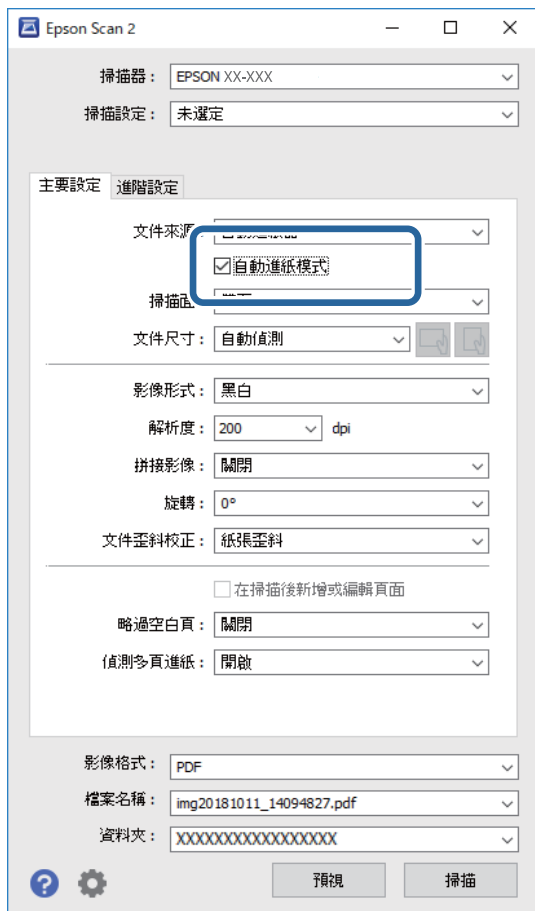 Epson Scan 2
掃描器： EPSON XX-XXX
掃描設定： 未選定
主要設定 進階設定
文件來源：
自動進紙模式
文件尺寸： 自動偵測
影像形式： 黑白
解析度： 200 dpi
拼接影像： 關閉
旋轉： 0°
文件歪斜校正： 紙張歪斜
在掃描後新增或編輯頁面
略過空白頁： 關閉
偵測多頁進紙： 開啟
影像格式： PDF
檔案名稱： img20181011_14094827.pdf
資料夾： XXXXXXXXXXXXXXXXX
預視 掃描